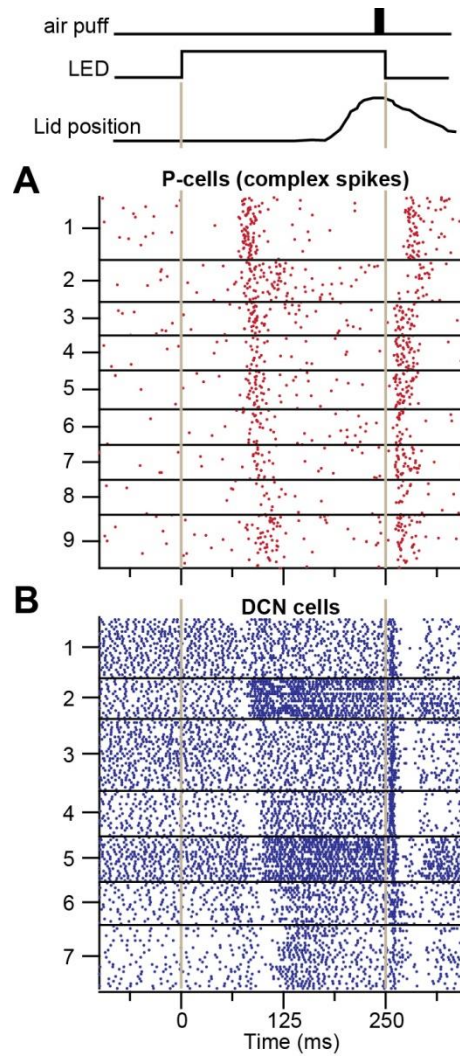 air puff
LED
Lid position
A
P-cells (complex spikes)
1
2
3
4
5
6
7
8
9
B
DCN cells
1
2
3
4
5
6
7
0 125 250
Time (ms)